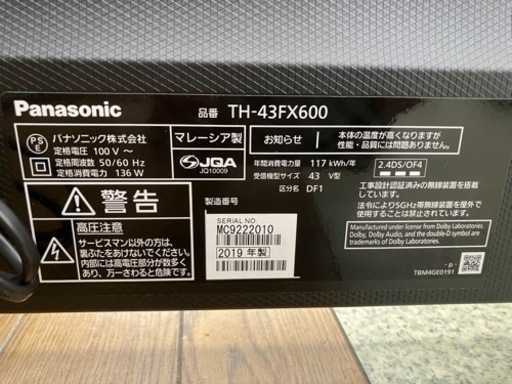 Panasonic
品番 TH-43FX600
PSE
パナソニック株式会社
定格電圧 100 V～
定格周波数 50/60 Hz
定格消費電力 136 W
マレーシア製
JQA
JQ10009
お知らせ
本体の温度が高くなりますが
品質・性能には問題ありません。
年間消費電力量 117 kWh/年
受信機型サイズ 43 V型
区分名 DF1
2.4DS/OF4
工事設計認証済みの無線装置を搭載
しています。
法令により5GHz帯無線装置を屋外で
使用することは禁止されています。
警告
高圧注意
サービスマン以外の方は、
裏ぶたをあけないでください。
内部には高電圧部分が数多く
あり、万一さわると危険です。
製造番号
SERIAL NO.
MC9222010
2019 年製
Manufactured under license from Dolby Laboratories.
Dolby, Dolby Audio, and the double-D symbol are
trademarks of Dolby Laboratories.
- B -
TBM4GE0191